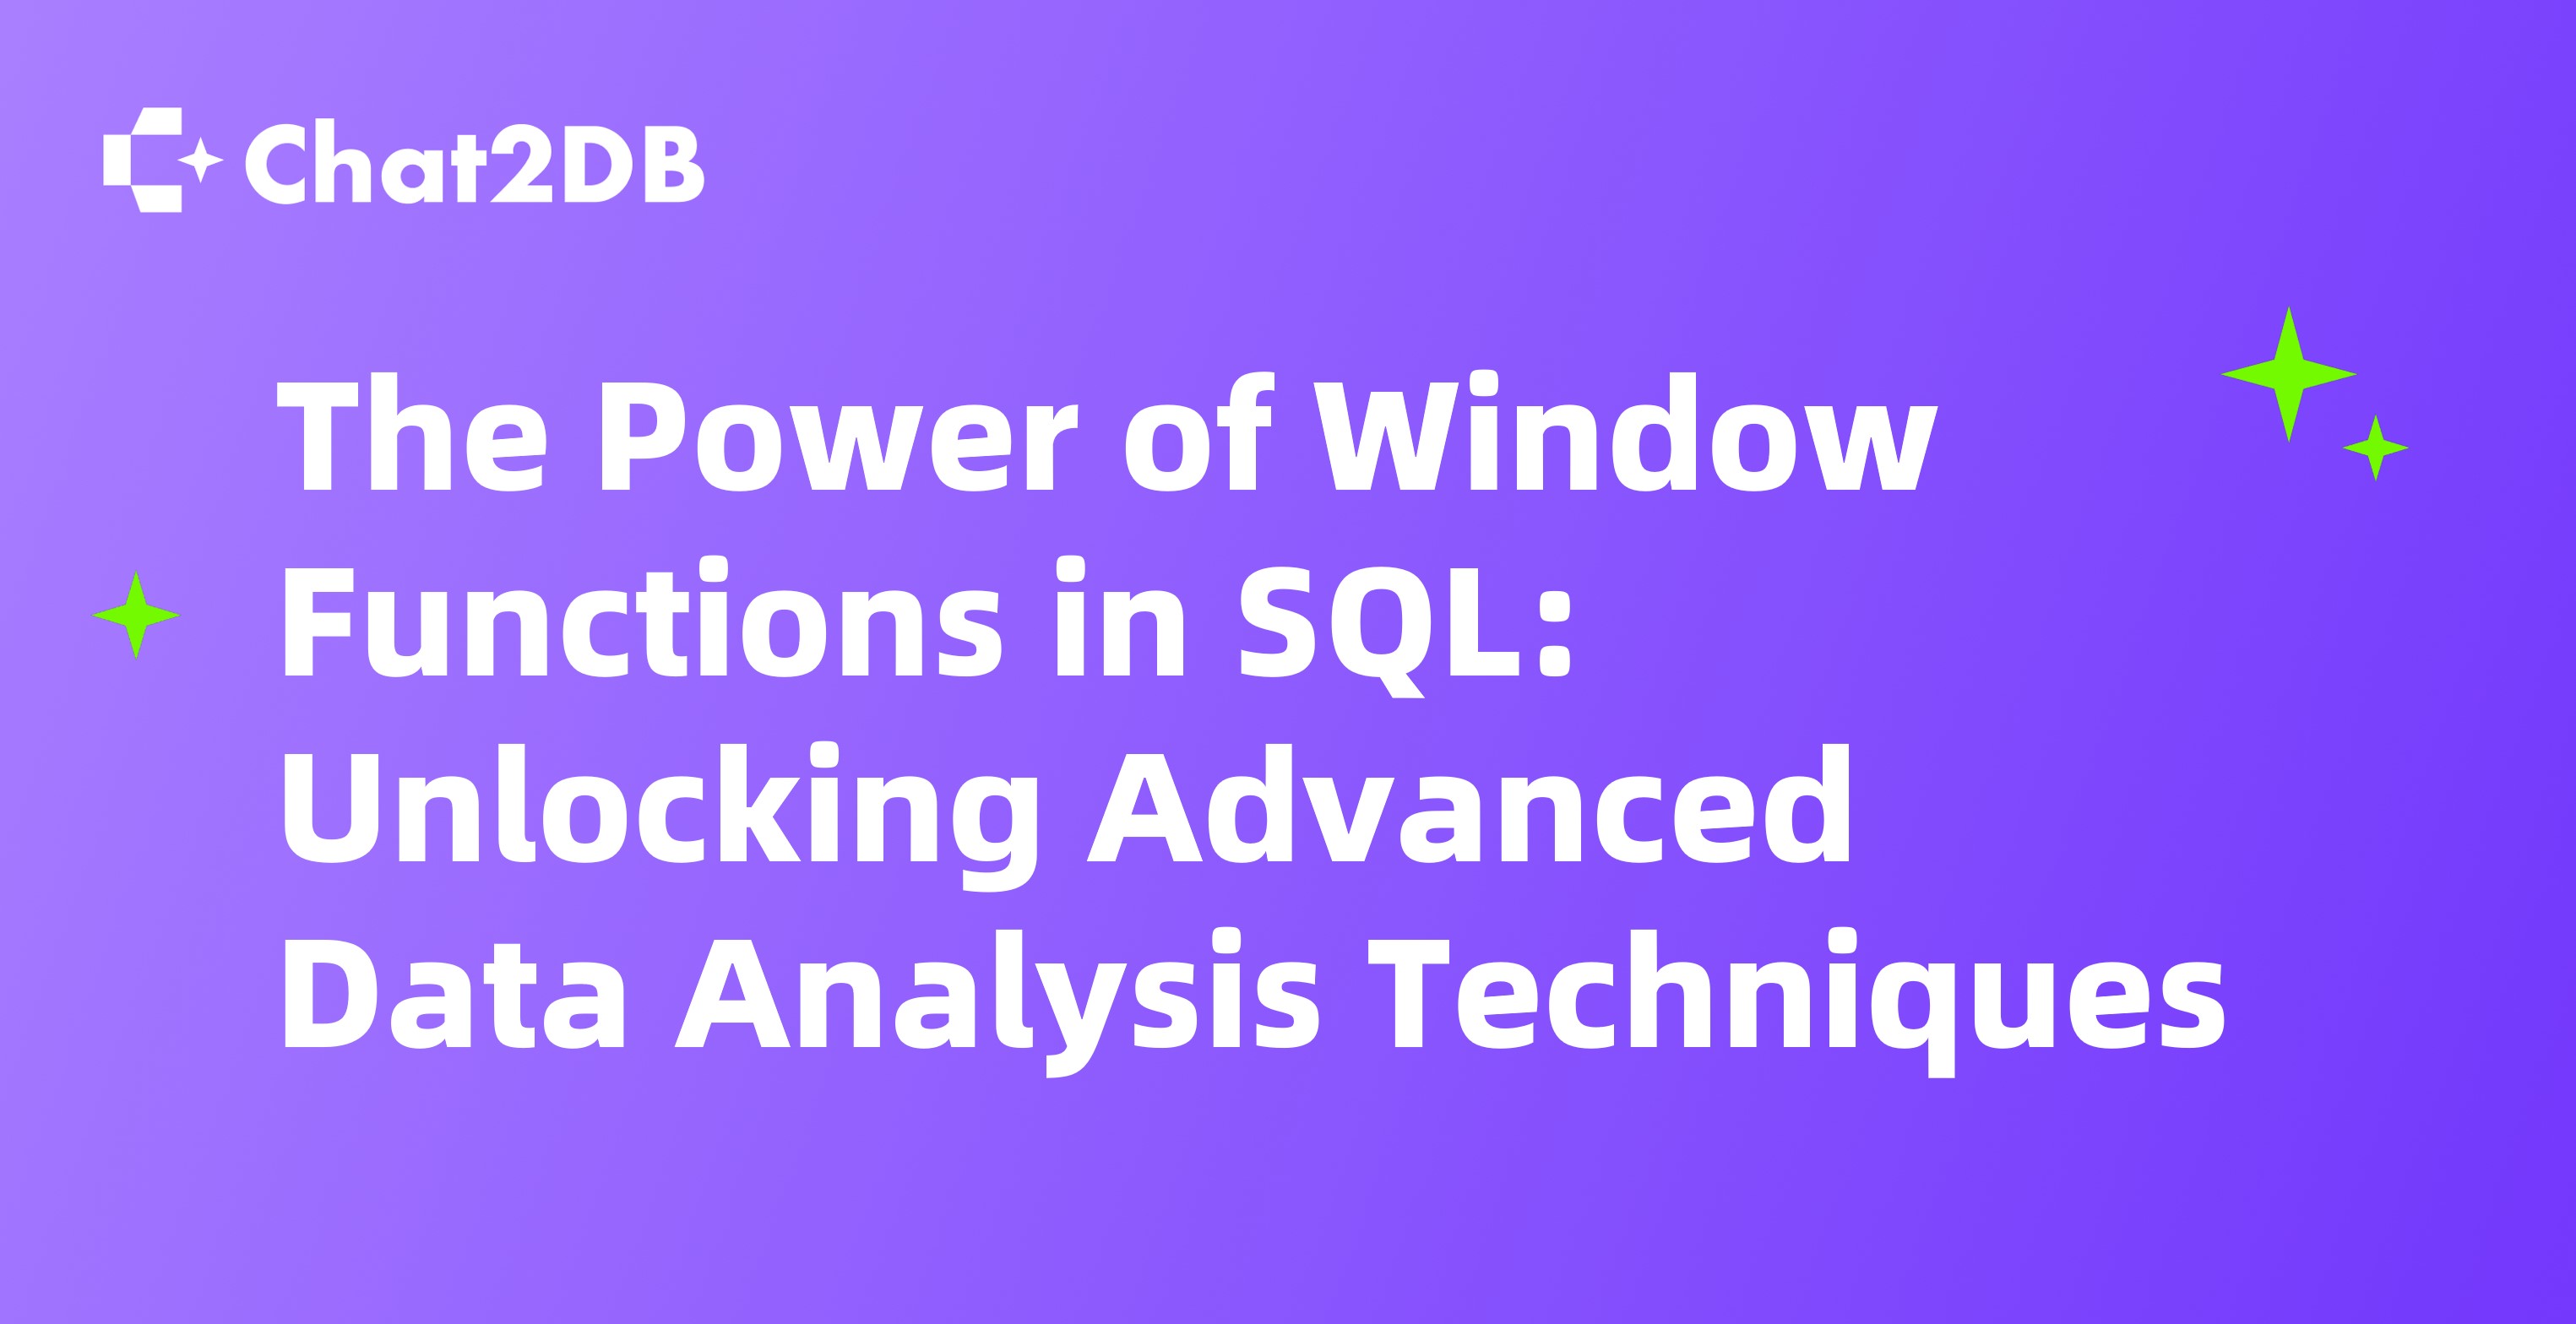 Chat2DB
The Power of Window
Functions in SQL:
Unlocking Advanced
Data Analysis Techniques